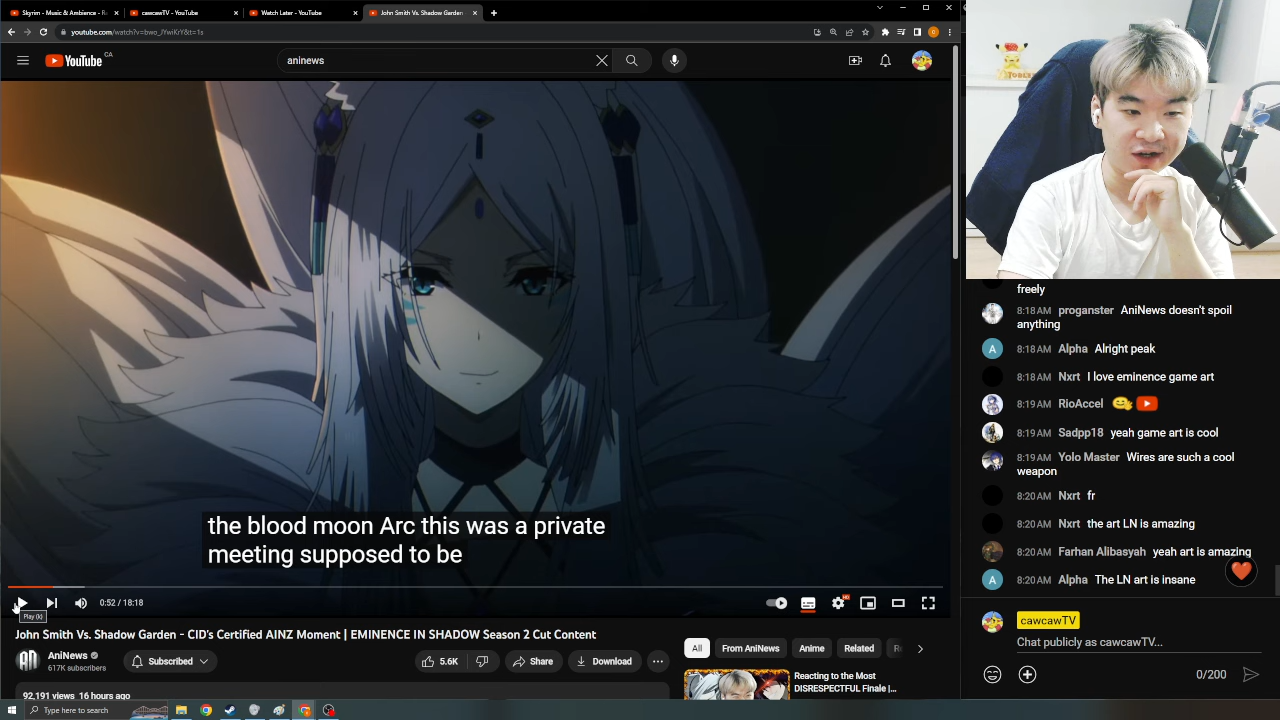 Skyrim - Music & Ambience - R
cawcawTV - YouTube
Watch Later - YouTube
John Smith Vs. Shadow Garden
youtube.com/watch?v=bwo_JYwiKrY&t=1s
YouTube CA
aninews
the blood moon Arc this was a private
meeting supposed to be
0:52 / 18:18
HD
Play (k)
John Smith Vs. Shadow Garden - CID's Certified AINZ Moment | EMINENCE IN SHADOW Season 2 Cut Content
AniNews
617K subscribers
Subscribed
5.6K
Share
Download
92,191 views 16 hours ago
All
From AniNews
Anime
Related
Reacting to the Most
DISRESPECTFUL Finale |...
freely
8:18 AM proganster AniNews doesn't spoil
anything
A 8:18 AM Alpha Alright peak
8:18 AM Nxrt I love eminence game art
8:19 AM RioAccel
8:19 AM Sadpp18 yeah game art is cool
8:19 AM Yolo Master Wires are such a cool
weapon
8:20 AM Nxrt fr
8:20 AM Nxrt the art LN is amazing
8:20 AM Farhan Alibasyah yeah art is amazing
A 8:20 AM Alpha The LN art is insane
cawcawTV
Chat publicly as cawcawTV...
0/200
Type here to search